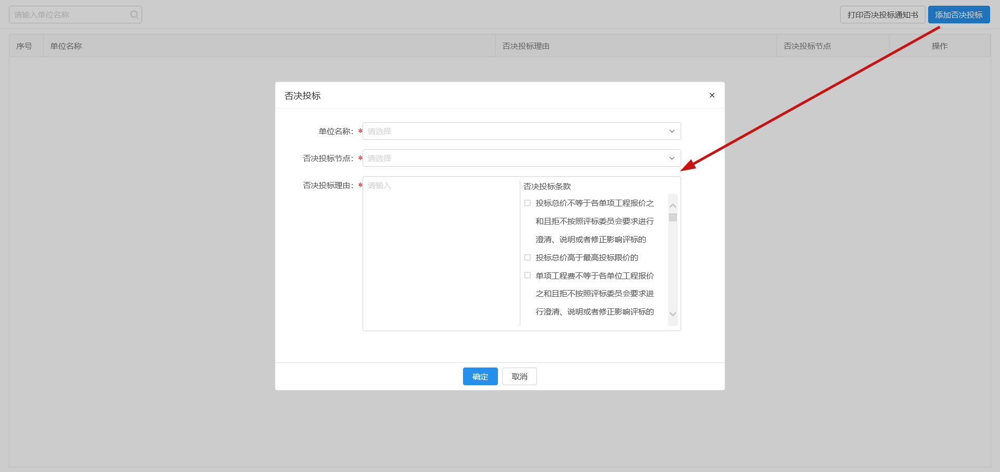 请输入单位名称
打印否决投标通知书
添加否决投标
序号
单位名称
否决投标理由
否决投标节点
操作
否决投标
×
单位名称：*
请选择
否决投标节点：*
请选择
否决投标理由：*
请输入
否决投标条款
投标总价不等于各单项工程报价之
和且拒不按照评标委员会要求进行
澄清、说明或者修正影响评标的
投标总价高于最高投标限价的
单项工程费不等于各单位工程报价
之和且拒不按照评标委员会要求进
行澄清、说明或者修正影响评标的
确定
取消